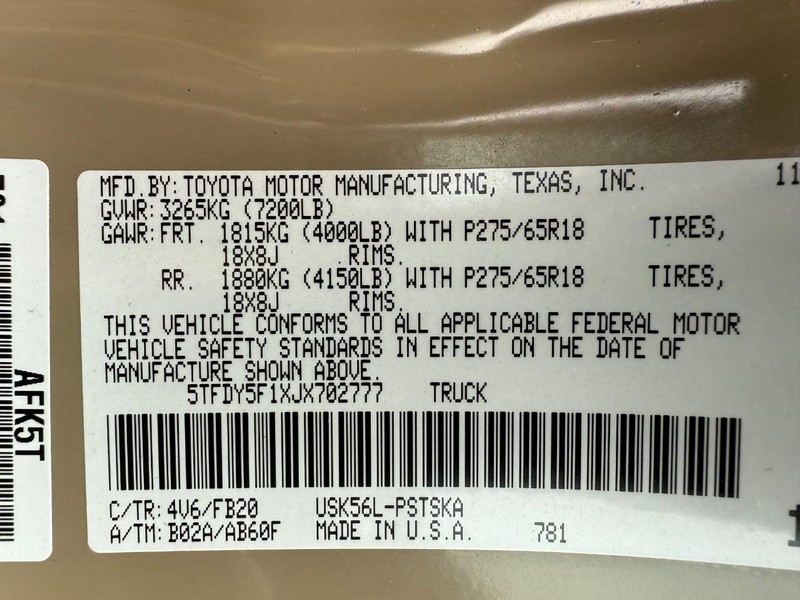 MFD.BY: TOYOTA MOTOR MANUFACTURING, TEXAS, INC. 11
GVWR: 3265KG (7200LB)
GAWR: FRT. 1815KG (4000LB) WITH P275/65R18 TIRES,
18X8J RIMS.
RR. 1880KG (4150LB) WITH P275/65R18 TIRES,
18X8J RIMS.
THIS VEHICLE CONFORMS TO ALL APPLICABLE FEDERAL MOTOR
VEHICLE SAFETY STANDARDS IN EFFECT ON THE DATE OF
MANUFACTURE SHOWN ABOVE.
5TFDY5F1XJX702777 TRUCK
C/TR: 4V6/FB20 USK56L-PSTSKA
A/TM: B02A/AB60F MADE IN U.S.A. 781
AFK5T